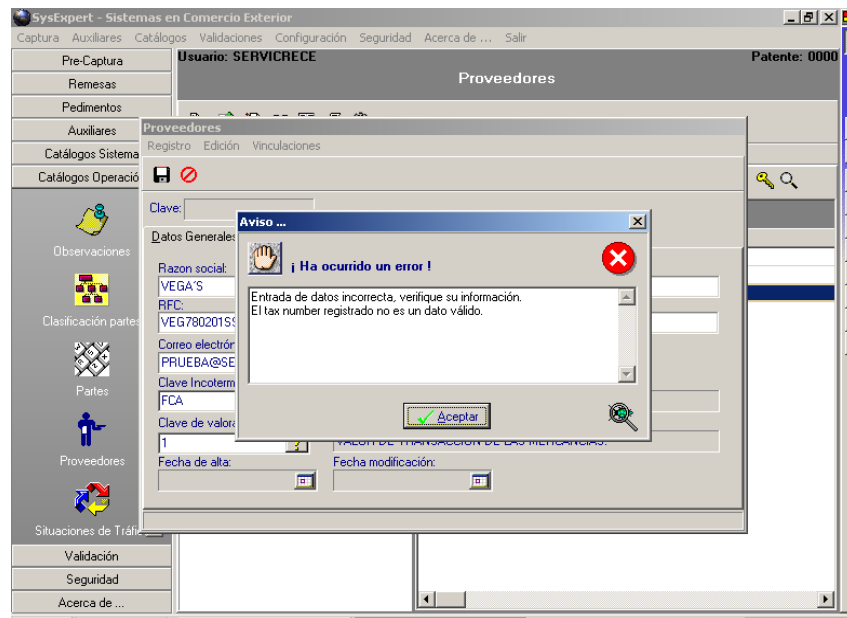 SysExpert - Sistemas en Comercio Exterior
Captura Auxiliares Catálogos Validaciones Configuración Seguridad Acerca de ... Salir
Pre-Captura
Remesas
Pedimentos
Auxiliares
Catálogos Sistema
Catálogos Operació
Observaciones
Clasificación partes
Partes
Proveedores
Situaciones de Tráfi
Validación
Seguridad
Acerca de ...
Usuario: SERVICRECE
Patente: 0000
Proveedores
Proveedores
Registro Edición Vinculaciones
Clave:
Datos Generales
Razon social:
VEGA'S
RFC:
VEG780201SS
Correo electrón
PRUEBA@SE
Clave Incoterm
FCA
Clave de valora
1
VALOR DE TRANSACCION DE LAS MERCANCIAS.
Fecha de alta:
Fecha modificación:
Aviso ...
¡ Ha ocurrido un error !
Entrada de datos incorrecta, verifique su información.
El tax number registrado no es un dato válido.
Aceptar